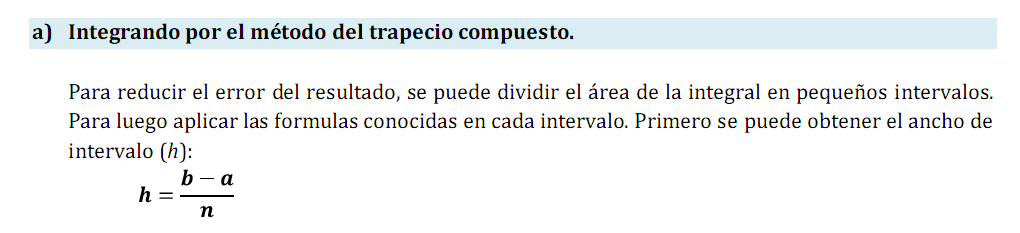 a) Integrando por el método del trapecio compuesto.
Para reducir el error del resultado, se puede dividir el área de la integral en pequeños intervalos.
Para luego aplicar las formulas conocidas en cada intervalo. Primero se puede obtener el ancho de
intervalo (h):
h = \frac{b - a}{n}